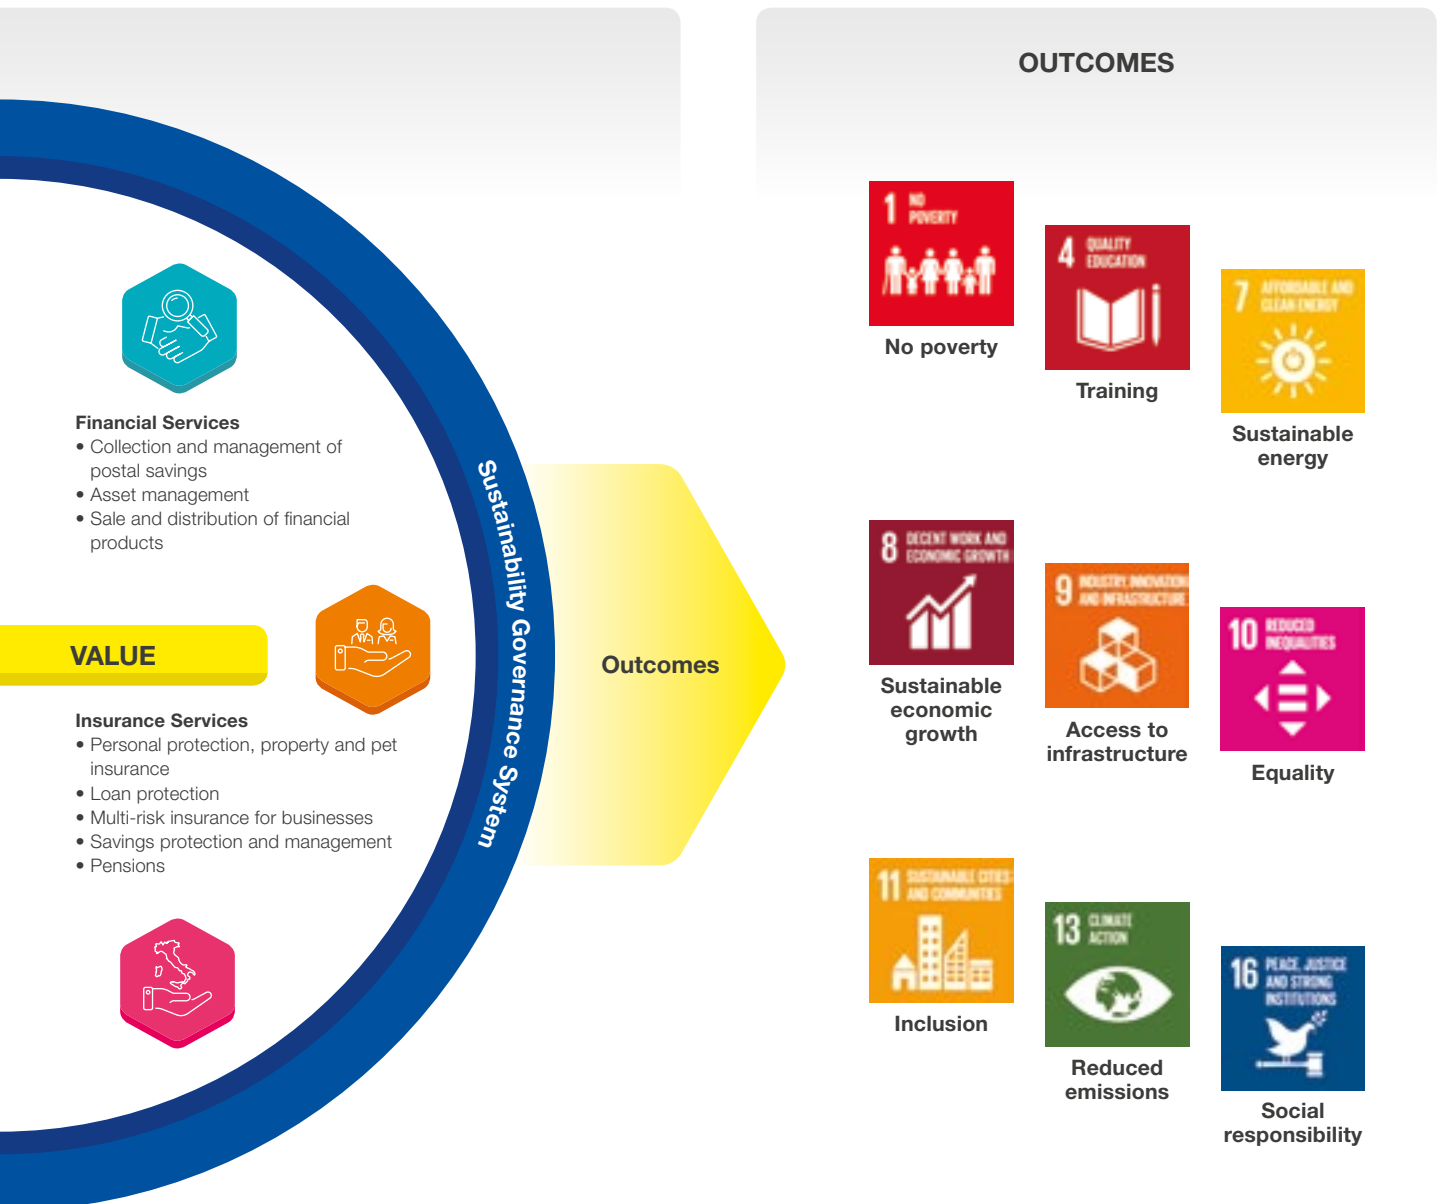 OUTCOMES
Financial Services
• Collection and management of
postal savings
• Asset management
• Sale and distribution of financial
products
VALUE
Insurance Services
• Personal protection, property and pet
insurance
• Loan protection
• Multi-risk insurance for businesses
• Savings protection and management
• Pensions
Sustainability Governance System
Outcomes
1 NO
POVERTY
No poverty
4 QUALITY
EDUCATION
Training
7 AFFORDABLE AND
CLEAN ENERGY
Sustainable
energy
8 DECENT WORK AND
ECONOMIC GROWTH
Sustainable
economic
growth
9 INDUSTRY, INNOVATION
AND INFRASTRUCTURE
Access to
infrastructure
10 REDUCED
INEQUALITIES
Equality
11 SUSTAINABLE CITIES
AND COMMUNITIES
Inclusion
13 CLIMATE
ACTION
Reduced
emissions
16 PEACE, JUSTICE
AND STRONG
INSTITUTIONS
Social
responsibility